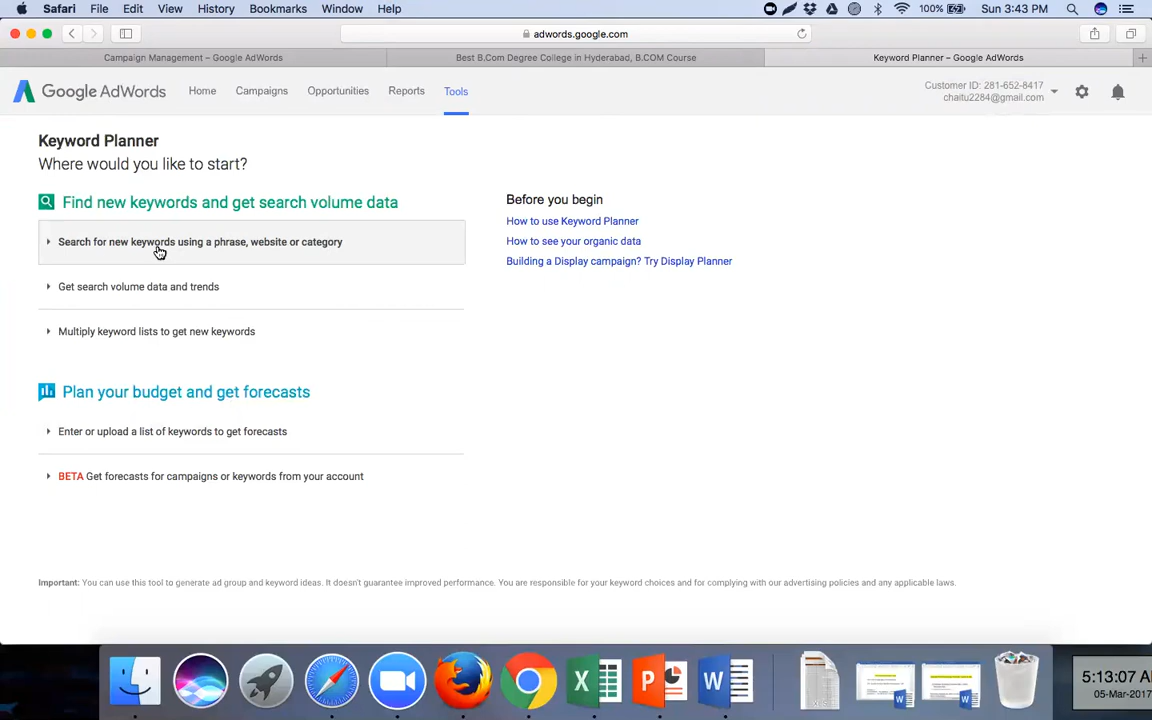 Safari File Edit View History Bookmarks Window Help 100% Sun 3:43 PM
adwords.google.com
Campaign Management – Google AdWords Best B.Com Degree College in Hyderabad, B.COM Course Keyword Planner – Google AdWords
Google AdWords Home Campaigns Opportunities Reports Tools
Customer ID: 281-652-8417
chaitu2284@gmail.com
Keyword Planner
Where would you like to start?
Find new keywords and get search volume data
Search for new keywords using a phrase, website or category
Get search volume data and trends
Multiply keyword lists to get new keywords
Plan your budget and get forecasts
Enter or upload a list of keywords to get forecasts
BETA Get forecasts for campaigns or keywords from your account
Before you begin
How to use Keyword Planner
How to see your organic data
Building a Display campaign? Try Display Planner
Important: You can use this tool to generate ad group and keyword ideas. It doesn't guarantee improved performance. You are responsible for your keyword choices and for complying with our advertising policies and any applicable laws.
X P W W W
5:13:07
05-Mar-2017